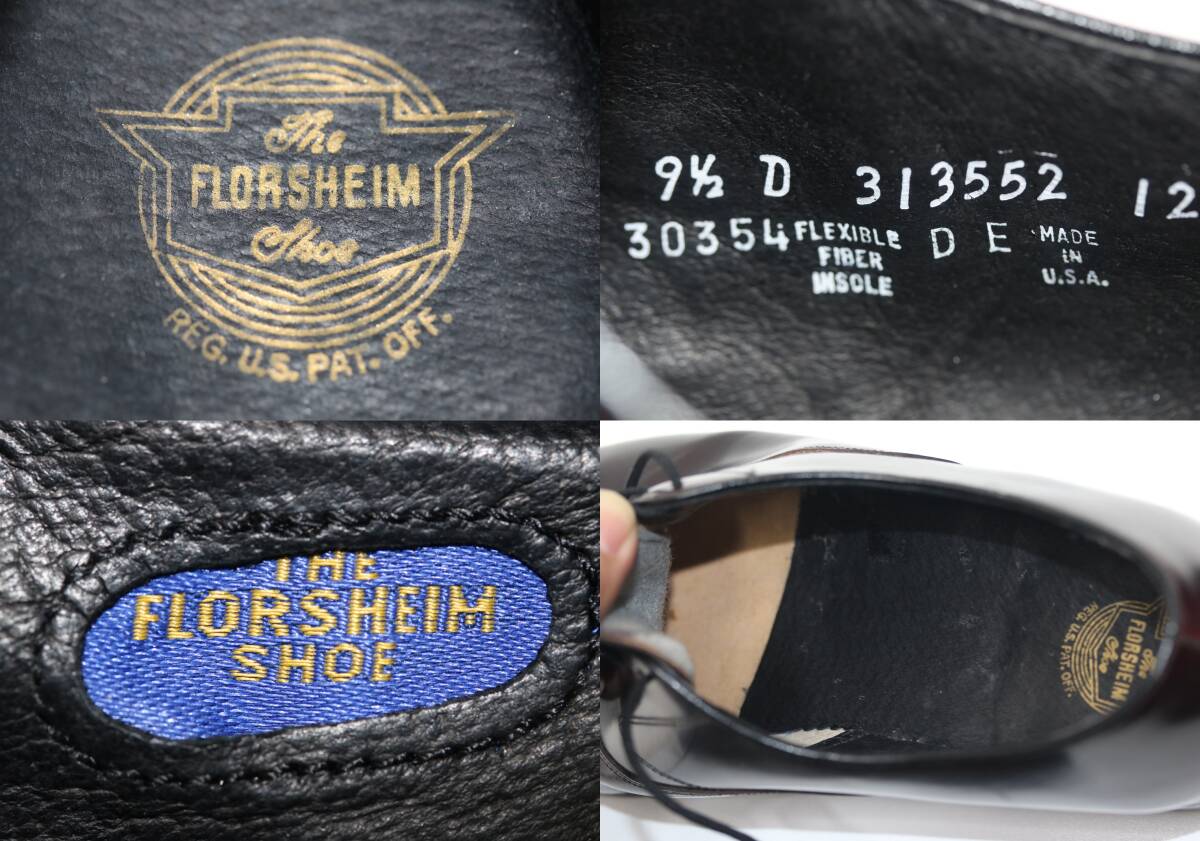 The
FLORSHEIM
Shoe
REG. U.S. PAT. OFF.
9½ D 313552 12
30354 FLEXIBLE FIBER INSOLE DE MADE IN U.S.A.
THE
FLORSHEIM
SHOE
The
FLORSHEIM
Shoe
REG. U.S. PAT. OFF.